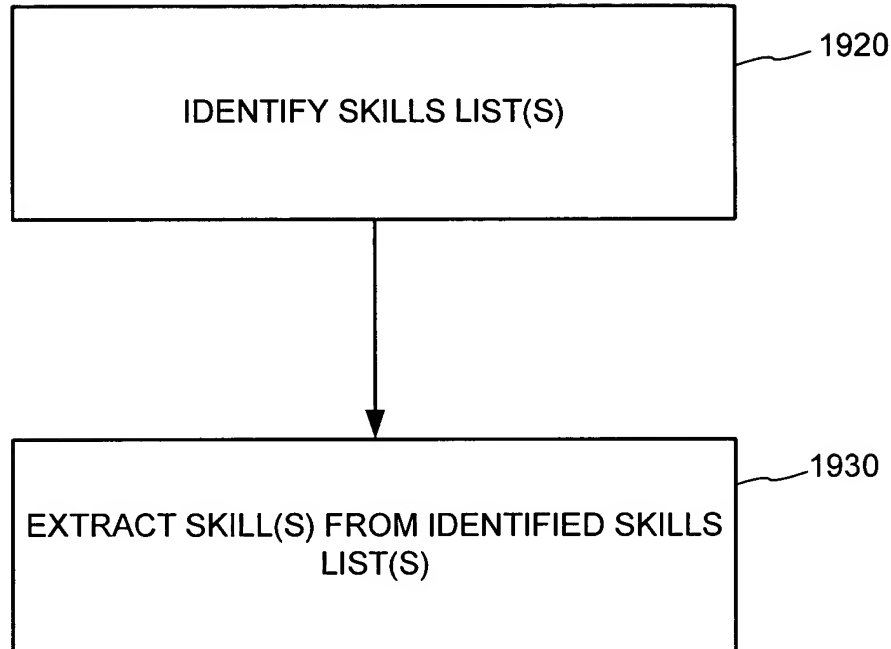 1920
IDENTIFY SKILLS LIST(S)
1930
EXTRACT SKILL(S) FROM IDENTIFIED SKILLS
LIST(S)